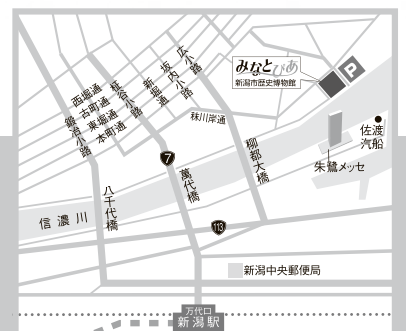 広小路
坂内小路
新堀通
柾谷小路
西堀通
古町通
東堀通
本町通
鍛冶小路
みなとぴあ
新潟市歴史博物館
P
秣川岸通
佐渡汽船
朱鷺メッセ
柳都大橋
7
萬代橋
八千代橋
信濃川
113
新潟中央郵便局
万代口
新潟駅